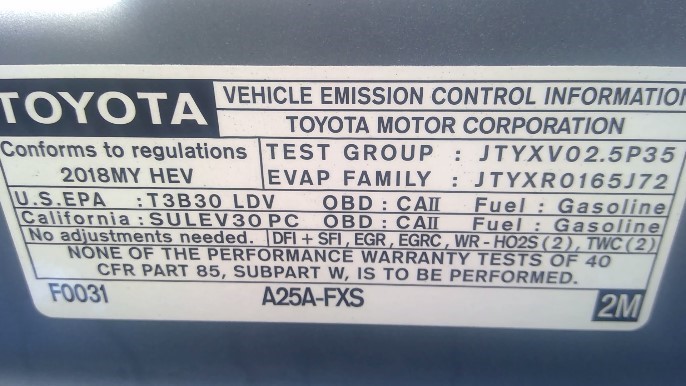 TOYOTA VEHICLE EMISSION CONTROL INFORMATION
TOYOTA MOTOR CORPORATION
Conforms to regulations
2018MY HEV
TEST GROUP : JTYXV02.5P35
EVAP FAMILY : JTYXR0165J72
U.S.EPA : T3B30 LDV OBD : CAII Fuel : Gasoline
California : SULEV30 PC OBD : CAII Fuel : Gasoline
No adjustments needed. DFI + SFI, EGR, EGRC, WR - HO2S (2), TWC (2)
NONE OF THE PERFORMANCE WARRANTY TESTS OF 40
CFR PART 85, SUBPART W, IS TO BE PERFORMED.
F0031 A25A-FXS 2M